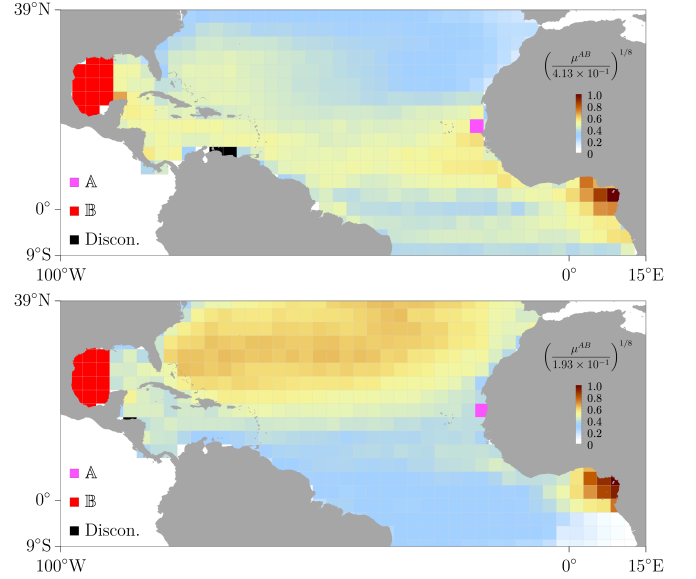 39°N
(μ^{AB} / 4.13 × 10^{−1})^{1/8}
1.0
0.8
0.6
0.4
0.2
0
𝔸
𝔹
Discon.
0°
9°S
100°W
0°
15°E
39°N
(μ^{AB} / 1.93 × 10^{−1})^{1/8}
1.0
0.8
0.6
0.4
0.2
0
𝔸
𝔹
Discon.
0°
9°S
100°W
0°
15°E